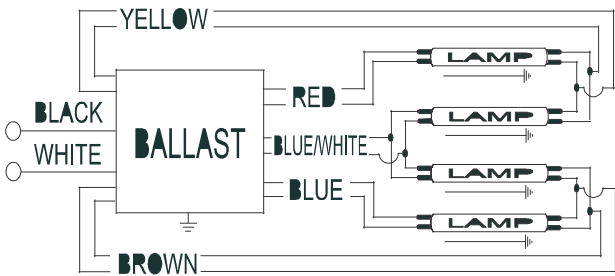 YELLOW
LAMP
RED
BLACK
LAMP
BALLAST
BLUE/WHITE
WHITE
LAMP
BLUE
LAMP
BROWN